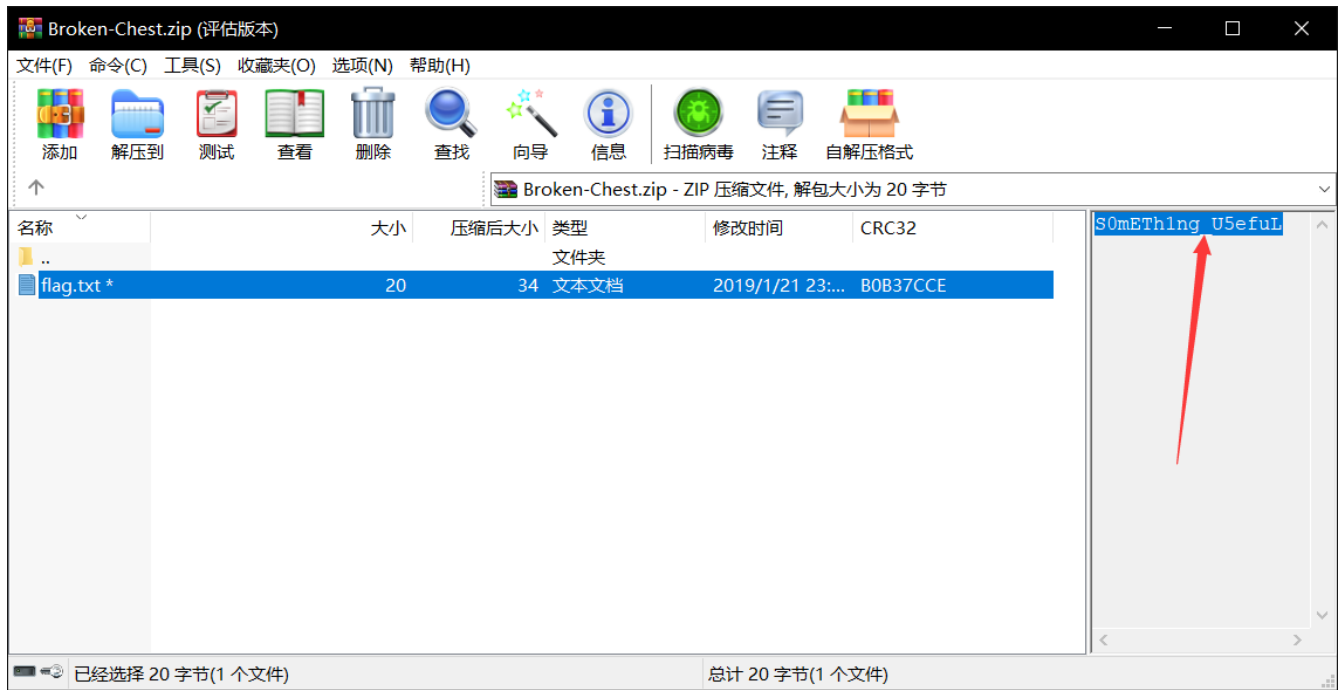 Broken-Chest.zip (评估版本)
文件(F) 命令(C) 工具(S) 收藏夹(O) 选项(N) 帮助(H)
添加 解压到 测试 查看 删除 查找 向导 信息 扫描病毒 注释 自解压格式
Broken-Chest.zip - ZIP 压缩文件, 解包大小为 20 字节
名称 大小 压缩后大小 类型 修改时间 CRC32
S0mETh1ng_U5efuL
.. 文件夹
flag.txt * 20 34 文本文档 2019/1/21 23:... B0B37CCE
已经选择 20 字节(1 个文件) 总计 20 字节(1 个文件)